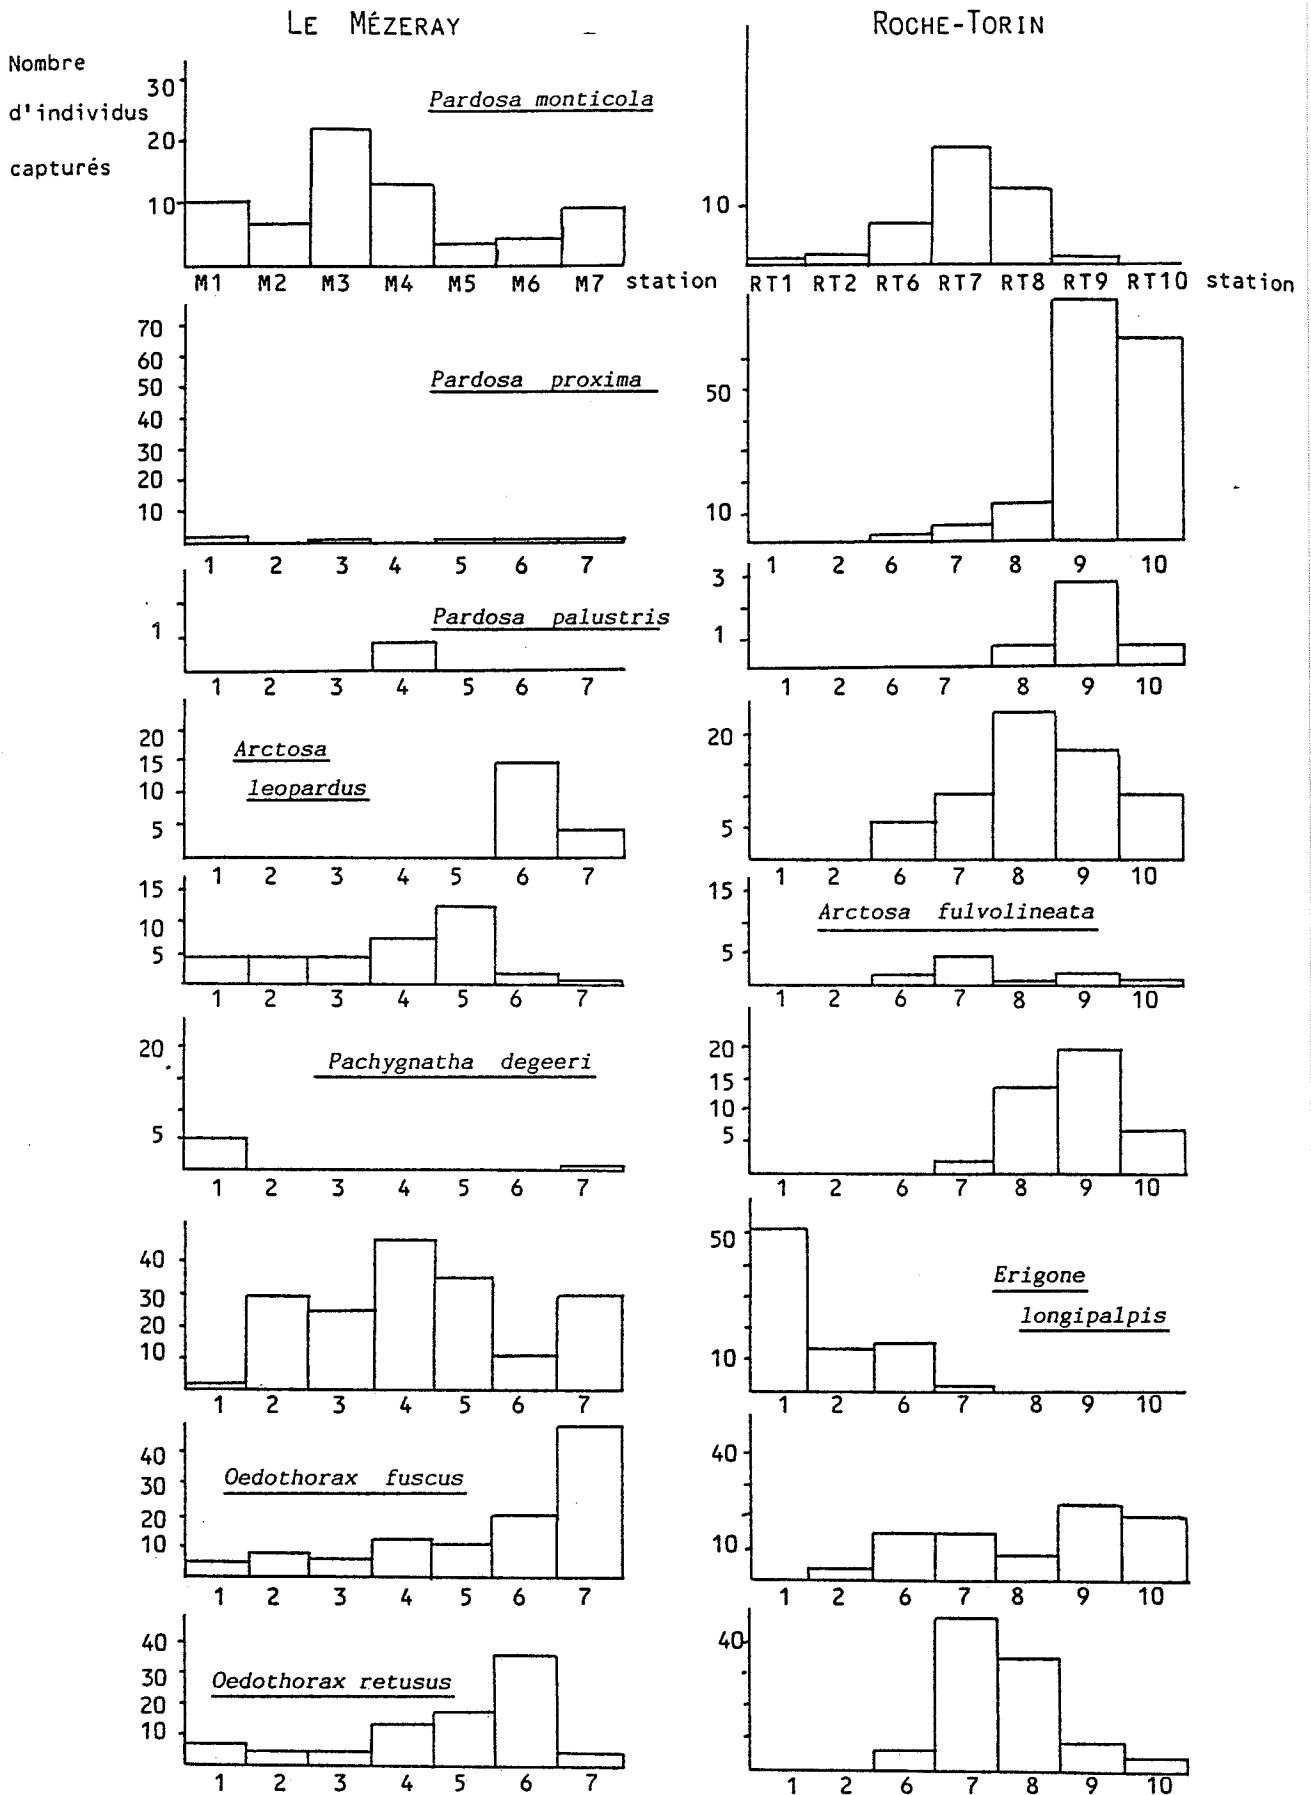 LE MÉZERAY
ROCHE-TORIN
Nombre
d'individus
capturés
30
20
10
Pardosa monticola
10
M1 M2 M3 M4 M5 M6 M7 station
RT1 RT2 RT6 RT7 RT8 RT9 RT10 station
70
60
50
40
30
20
10
Pardosa proxima
50
10
1 2 3 4 5 6 7
1 2 6 7 8 9 10
1
Pardosa palustris
3
1
1 2 3 4 5 6 7
1 2 6 7 8 9 10
20
15
10
5
Arctosa
leopardus
20
5
1 2 3 4 5 6 7
1 2 6 7 8 9 10
15
10
5
15
5
Arctosa fulvolineata
1 2 3 4 5 6 7
1 2 6 7 8 9 10
20
5
Pachygnatha degeeri
20
15
10
5
1 2 3 4 5 6 7
1 2 6 7 8 9 10
40
30
20
10
50
10
Erigone
longipalpis
1 2 3 4 5 6 7
1 2 6 7 8 9 10
40
30
20
10
Oedothorax fuscus
40
10
1 2 3 4 5 6 7
1 2 6 7 8 9 10
40
30
20
10
Oedothorax retusus
40
1 2 3 4 5 6 7
1 2 6 7 8 9 10